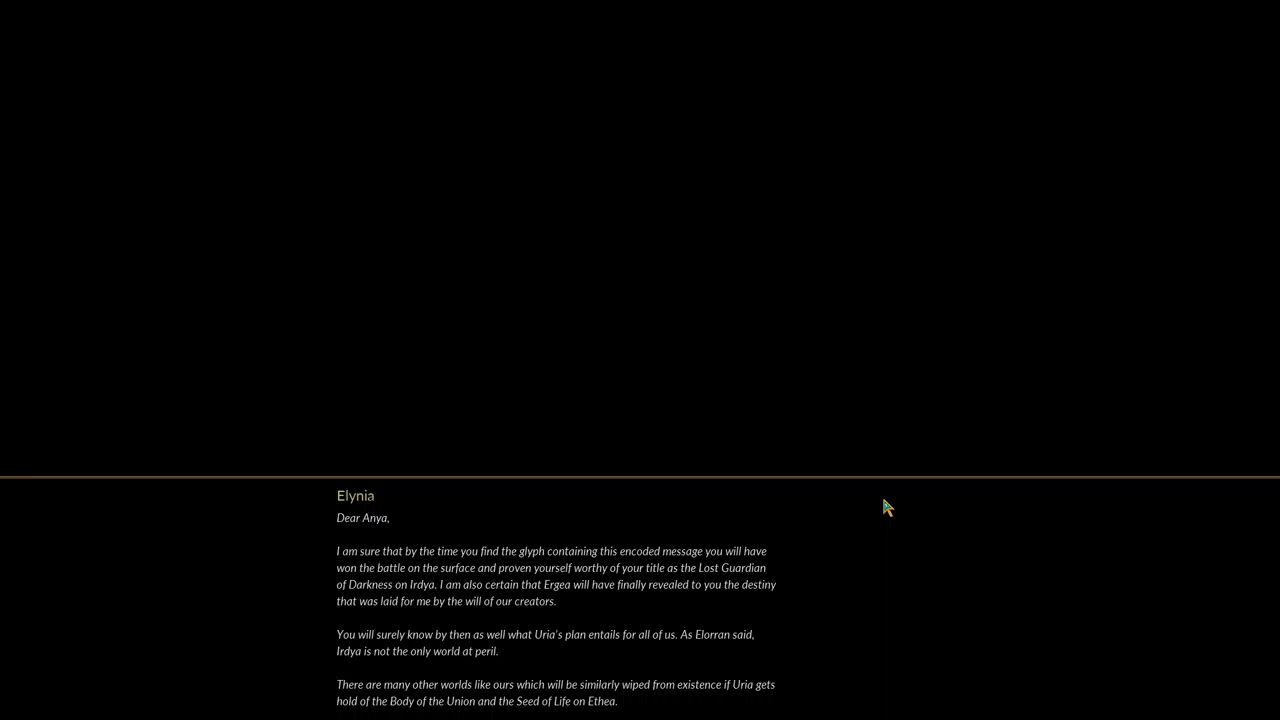 Elynia
Dear Anya,
I am sure that by the time you find the glyph containing this encoded message you will have
won the battle on the surface and proven yourself worthy of your title as the Lost Guardian
of Darkness on Irdya. I am also certain that Ergea will have finally revealed to you the destiny
that was laid for me by the will of our creators.
You will surely know by then as well what Uria's plan entails for all of us. As Elorran said,
Irdya is not the only world at peril.
There are many other worlds like ours which will be similarly wiped from existence if Uria gets
hold of the Body of the Union and the Seed of Life on Ethea.